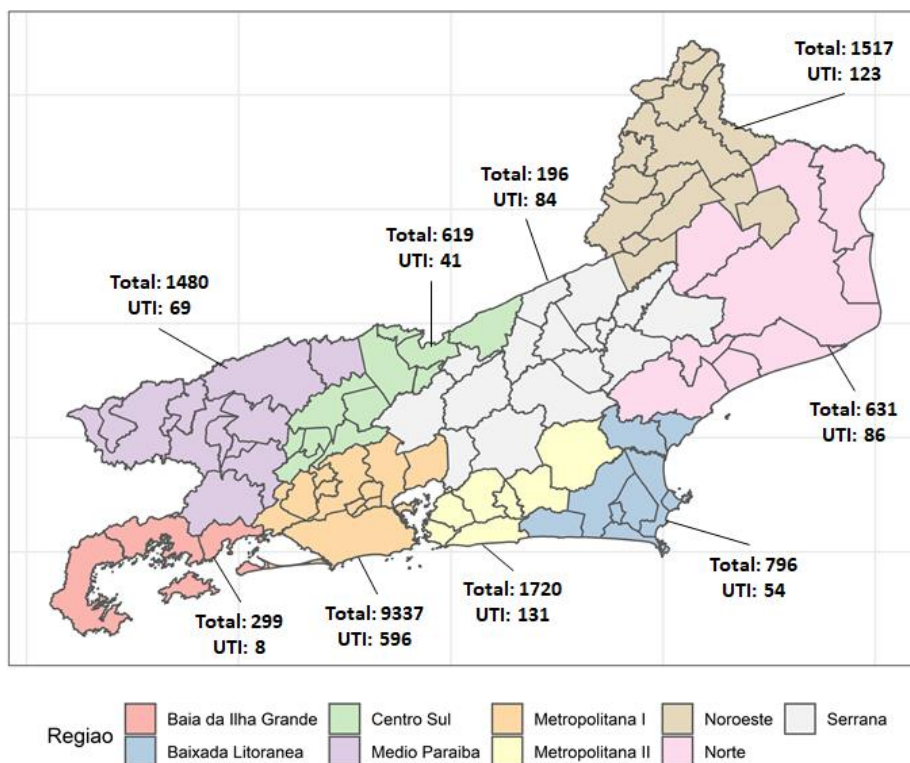 Total: 1517
UTI: 123
Total: 196
UTI: 84
Total: 619
UTI: 41
Total: 1480
UTI: 69
Total: 631
UTI: 86
Total: 796
UTI: 54
Total: 1720
UTI: 131
Total: 9337
UTI: 596
Total: 299
UTI: 8
Regiao
Baia da Ilha Grande
Baixada Litoranea
Centro Sul
Medio Paraiba
Metropolitana I
Metropolitana II
Noroeste
Norte
Serrana